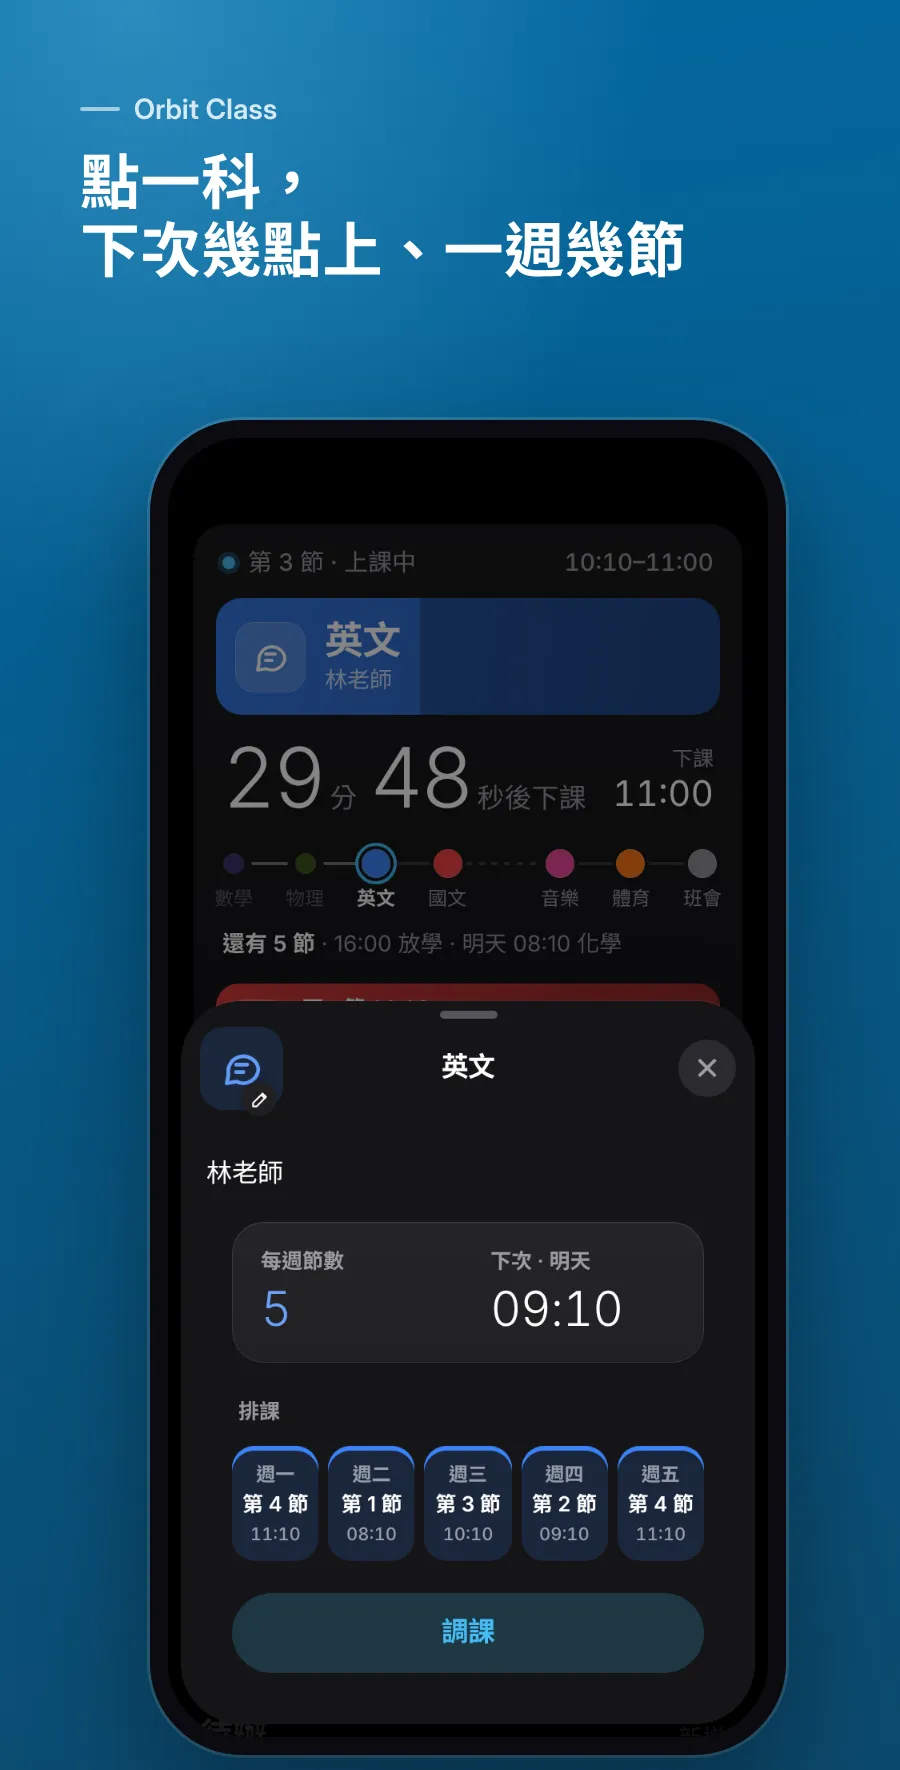 Orbit Class
點一科，
下次幾點上、一週幾節
第 3 節 · 上課中
10:10–11:00
英文
林老師
29 分 48 秒後下課
下課
11:00
數學 物理 英文 國文 音樂 體育 班會
還有 5 節 · 16:00 放學 · 明天 08:10 化學
英文
林老師
每週節數
5
下次 · 明天
09:10
排課
週一
第 4 節
11:10
週二
第 1 節
08:10
週三
第 3 節
10:10
週四
第 2 節
09:10
週五
第 4 節
11:10
調課